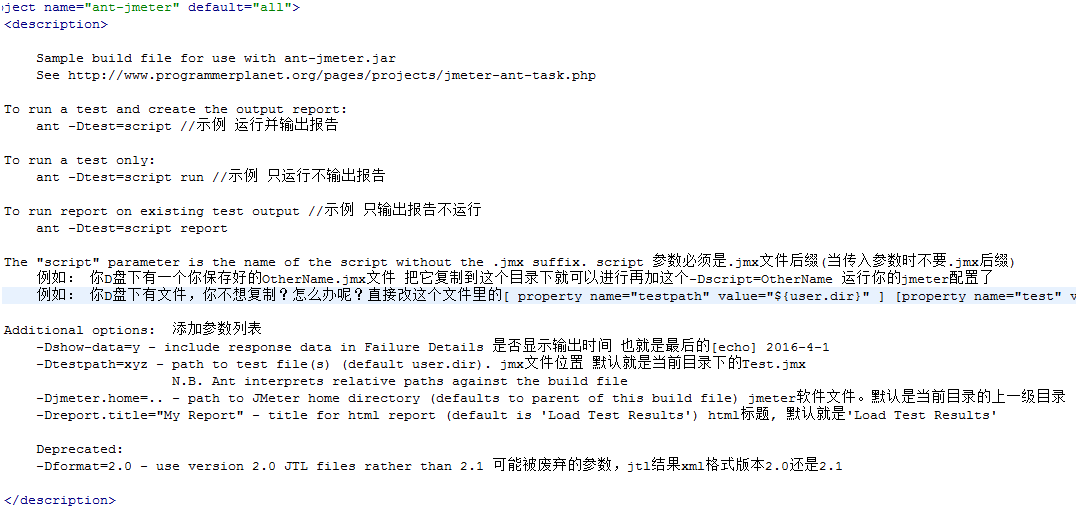 oject name="ant-jmeter" default="all">
<description>
Sample build file for use with ant-jmeter.jar
See http://www.programmerplanet.org/pages/projects/jmeter-ant-task.php
To run a test and create the output report:
ant -Dtest=script //示例 运行并输出报告
To run a test only:
ant -Dtest=script run //示例 只运行不输出报告
To run report on existing test output //示例 只输出报告不运行
ant -Dtest=script report
The "script" parameter is the name of the script without the .jmx suffix. script 参数必须是.jmx文件后缀(当传入参数时不要.jmx后缀)
例如： 你D盘下有一个你保存好的OtherName.jmx文件 把它复制到这个目录下就可以进行再加这个-Dscript=OtherName 运行你的jmeter配置了
例如： 你D盘下有文件，你不想复制？怎么办呢？直接改这个文件里的[ property name="testpath" value="${user.dir}" ] [property name="test" v
Additional options:  添加参数列表
-Dshow-data=y - include response data in Failure Details 是否显示输出时间 也就是最后的[echo] 2016-4-1
-Dtestpath=xyz - path to test file(s) (default user.dir). jmx文件位置 默认就是当前目录下的Test.jmx
N.B. Ant interprets relative paths against the build file
-Djmeter.home=.. - path to JMeter home directory (defaults to parent of this build file) jmeter软件文件。默认是当前目录的上一级目录
-Dreport.title="My Report" - title for html report (default is 'Load Test Results') html标题, 默认就是'Load Test Results'
Deprecated:
-Dformat=2.0 - use version 2.0 JTL files rather than 2.1 可能被废弃的参数，jtl结果xml格式版本2.0还是2.1
</description>